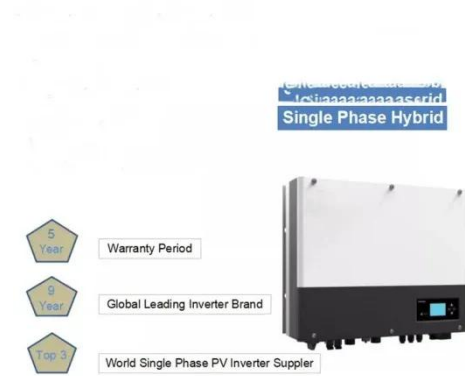 Single Phase Hybrid
5
Year
Warranty Period
9
Year
Global Leading Inverter Brand
Top 3
World Single Phase PV Inverter Suppler